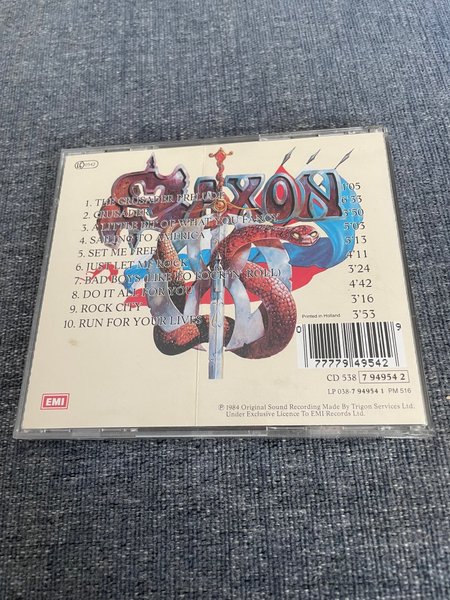 SAXON
1. THE CRUSADER PRELUDE 1'05
2. CRUSADER 6'33
3. A LITTLE BIT OF WHAT YOU FANCY 3'50
4. SAILING TO AMERICA 5'05
5. SET ME FREE 3'13
6. JUST LET ME ROCK 4'11
7. BAD BOYS (LIKE TO ROCK 'N' ROLL) 3'24
8. DO IT ALL FOR YOU 4'42
9. ROCK CITY 3'16
10. RUN FOR YOUR LIVES 3'53
Printed in Holland
0 77779 49542 9
CD 538 7 94954 2
LP 038-7 94954 1 PM 516
EMI
℗ 1984 Original Sound Recording Made By Trigon Services Ltd.
Under Exclusive Licence To EMI Records Ltd.